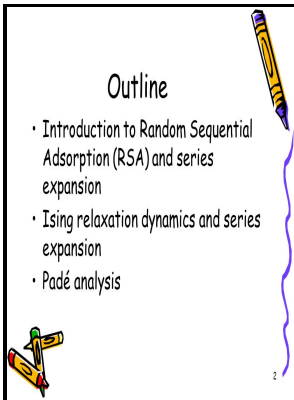 Outline
• Introduction to Random Sequential
Adsorption (RSA) and series
expansion
• Ising relaxation dynamics and series
expansion
• Padé analysis
2